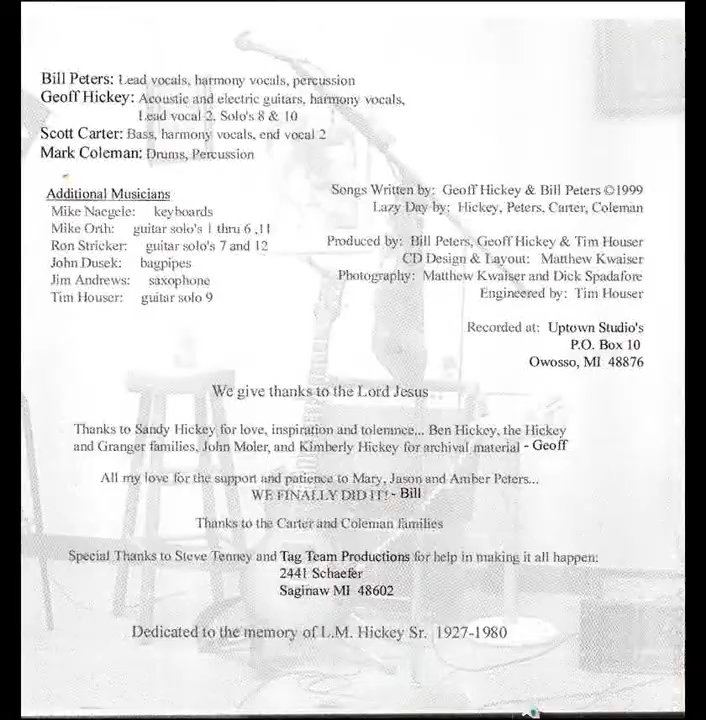 Bill Peters: Lead vocals, harmony vocals, percussion
Geoff Hickey: Acoustic and electric guitars, harmony vocals,
Lead vocal 2, Solo's 8 & 10
Scott Carter: Bass, harmony vocals, end vocal 2
Mark Coleman: Drums, Percussion
Additional Musicians
Mike Naegele: keyboards
Mike Orth: guitar solo's 1 thru 6 ,11
Ron Stricker: guitar solo's 7 and 12
John Dusek: bagpipes
Jim Andrews: saxophone
Tim Houser: guitar solo 9
Songs Written by: Geoff Hickey & Bill Peters ©1999
Lazy Day by: Hickey, Peters, Carter, Coleman
Produced by: Bill Peters, Geoff Hickey & Tim Houser
CD Design & Layout: Matthew Kwaiser
Photography: Matthew Kwaiser and Dick Spadafore
Engineered by: Tim Houser
Recorded at: Uptown Studio's
P.O. Box 10
Owosso, MI 48876
We give thanks to the Lord Jesus
Thanks to Sandy Hickey for love, inspiration and tolerance... Ben Hickey, the Hickey
and Granger families, John Moler, and Kimberly Hickey for archival material - Geoff
All my love for the support and patience to Mary, Jason and Amber Peters...
WE FINALLY DID IT! - Bill
Thanks to the Carter and Coleman families
Special Thanks to Steve Tenney and Tag Team Productions for help in making it all happen:
2441 Schaefer
Saginaw MI 48602
Dedicated to the memory of L.M. Hickey Sr. 1927-1980